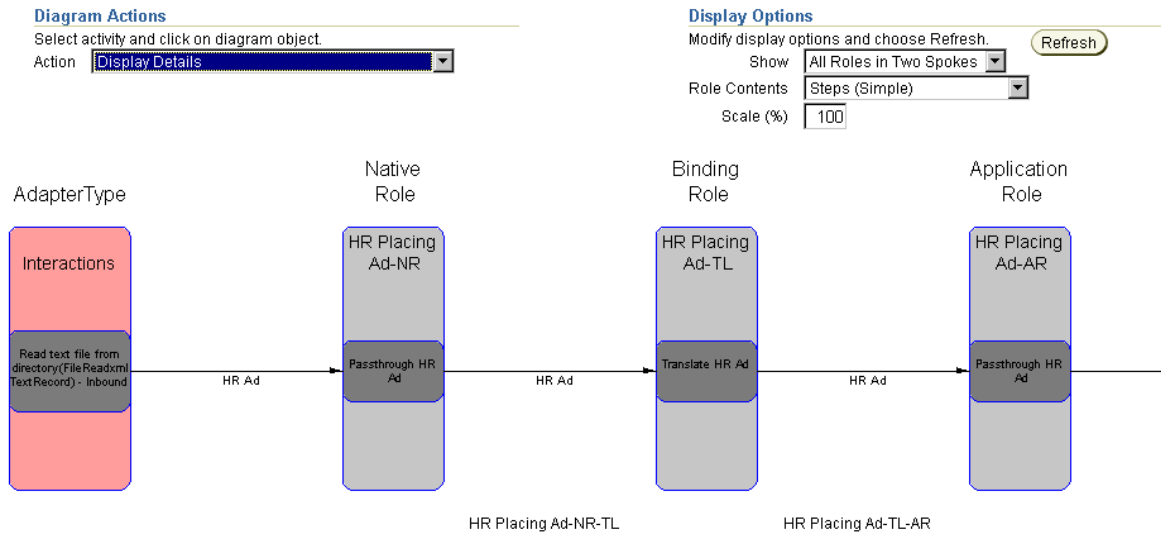 Diagram Actions
Select activity and click on diagram object.
Action Display Details
Display Options
Modify display options and choose Refresh.
Refresh
Show All Roles in Two Spokes
Role Contents Steps (Simple)
Scale (%) 100
AdapterType
Native
Role
Binding
Role
Application
Role
Interactions
HR Placing
Ad-NR
HR Placing
Ad-TL
HR Placing
Ad-AR
Read text file from
directory(FileReadxml
TextRecord) - Inbound
HR Ad
Passthrough HR
Ad
HR Ad
Translate HR Ad
HR Ad
Passthrough HR
Ad
HR Placing Ad-NR-TL
HR Placing Ad-TL-AR